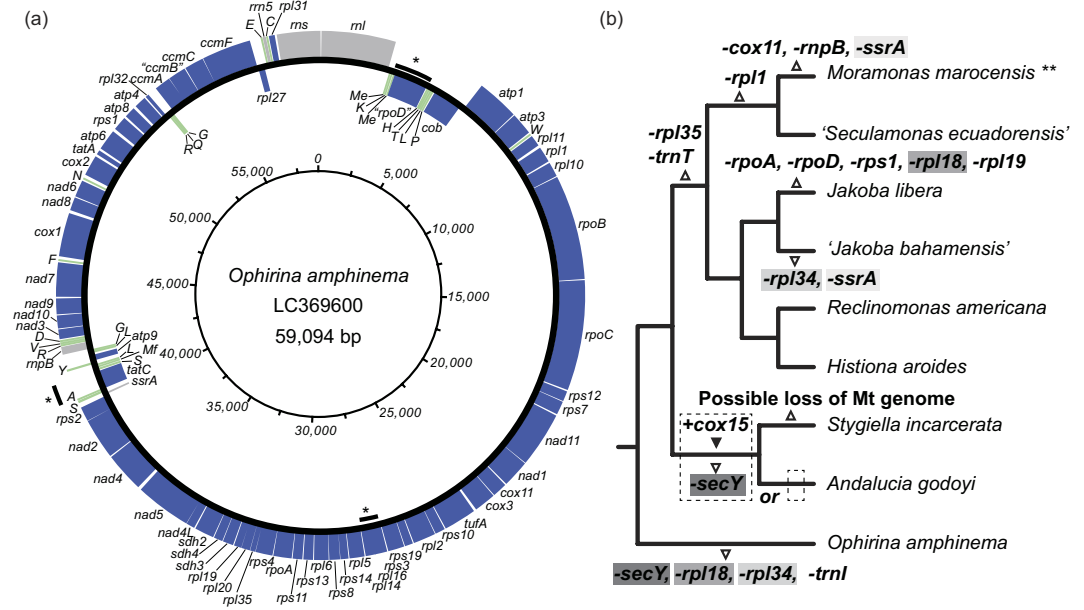 (a)
rrn5
C
rpl31
E
rns
rnl
ccmF
ccmC
"ccmB"
ccmA
rpl32
atp4
atp8
rps1
atp6
tatA
cox2
N
nad6
nad8
cox1
F
nad7
nad9
nad10
nad3
D
V
R
rnpB
Y
G
L
atp9
L
Mf
S
tatC
ssrA
A
S
*
rps2
nad2
nad4
nad5
nad4L
sdh2
sdh4
sdh3
rpl19
rpl20
rpl35
rps4
rpoA
rps11
rps13
rpl6
rps8
rps14
rpl5
*
rpl14
rpl16
rps3
rps19
rpl2
rps10
tufA
cox3
cox11
nad1
nad11
rps7
rps12
rpoC
rpoB
rpl10
rpl1
rpl11
W
atp3
atp1
*
Me
K
Me
"rpoD"
H
T
L
P
cob
rpl27
G
Q
R
0
5,000
10,000
15,000
20,000
25,000
30,000
35,000
40,000
45,000
50,000
55,000
Ophirina amphinema
LC369600
59,094 bp
(b)
-cox11, -rnpB, -ssrA
Moramonas marocensis **
-rpl1
'Seculamonas ecuadorensis'
-rpl35
-trnT
-rpoA, -rpoD, -rps1, -rpl18, -rpl19
Jakoba libera
'Jakoba bahamensis'
-rpl34, -ssrA
Reclinomonas americana
Histiona aroides
Possible loss of Mt genome
+cox15
Stygiella incarcerata
-secY
or
Andalucia godoyi
Ophirina amphinema
-secY, -rpl18, -rpl34, -trnI